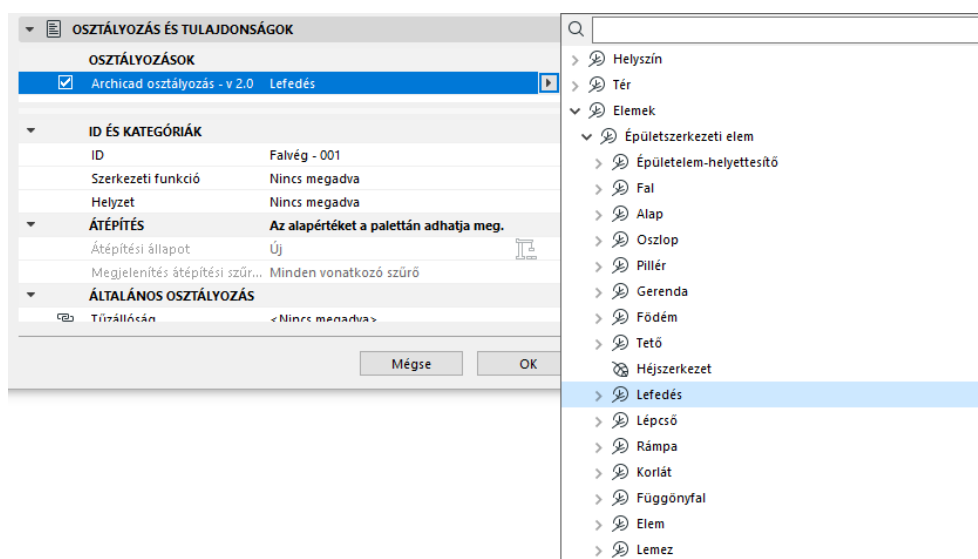 OSZTÁLYOZÁS ÉS TULAJDONSÁGOK
OSZTÁLYOZÁSOK
Archicad osztályozás - v 2.0 Lefedés
ID ÉS KATEGÓRIÁK
ID Falvég - 001
Szerkezeti funkció Nincs megadva
Helyzet Nincs megadva
ÁTÉPÍTÉS Az alapértéket a palettán adhatja meg.
Átépítési állapot Új
Megjelenítés átépítési szűr... Minden vonatkozó szűrő
ÁLTALÁNOS OSZTÁLYOZÁS
Tűzállóság <Nincs megadva>
Mégse OK
Helyszín
Tér
Elemek
Épületszerkezeti elem
Épületelem-helyettesítő
Fal
Alap
Oszlop
Pillér
Gerenda
Födém
Tető
Héjszerkezet
Lefedés
Lépcső
Rámpa
Korlát
Függönyfal
Elem
Lemez